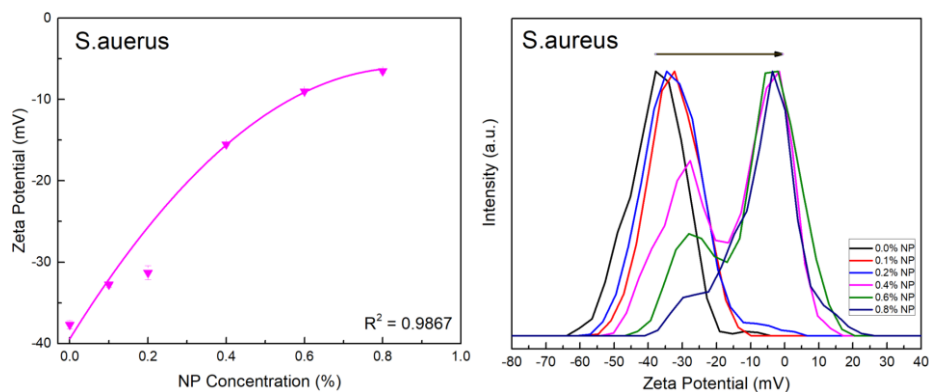 S.auerus
0
-10
-20
-30
-40
Zeta Potential (mV)
R² = 0.9867
0.0 0.2 0.4 0.6 0.8 1.0
NP Concentration (%)
S.aureus
Intensity (a.u.)
0.0% NP
0.1% NP
0.2% NP
0.4% NP
0.6% NP
0.8% NP
-80 -70 -60 -50 -40 -30 -20 -10 0 10 20 30 40
Zeta Potential (mV)